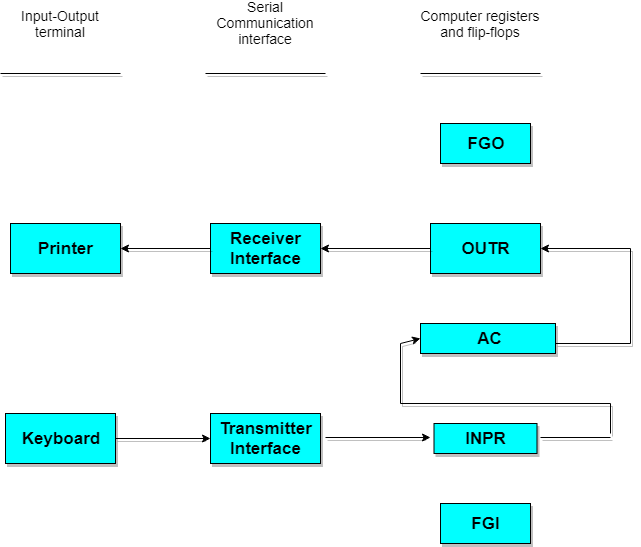 Input-Output
terminal
Serial
Communication
interface
Computer registers
and flip-flops
FGO
Printer
Receiver
Interface
OUTR
AC
Keyboard
Transmitter
Interface
INPR
FGI